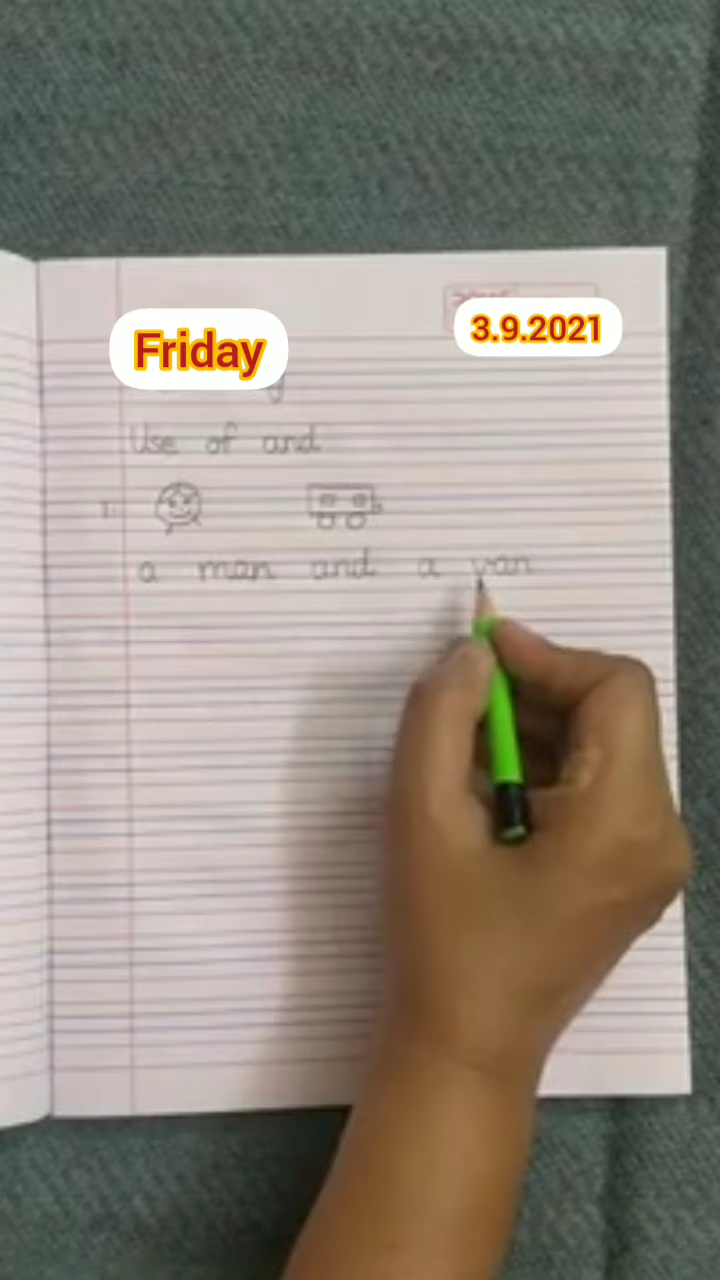 Friday
3.9.2021
Use of and
1.
a man and a van